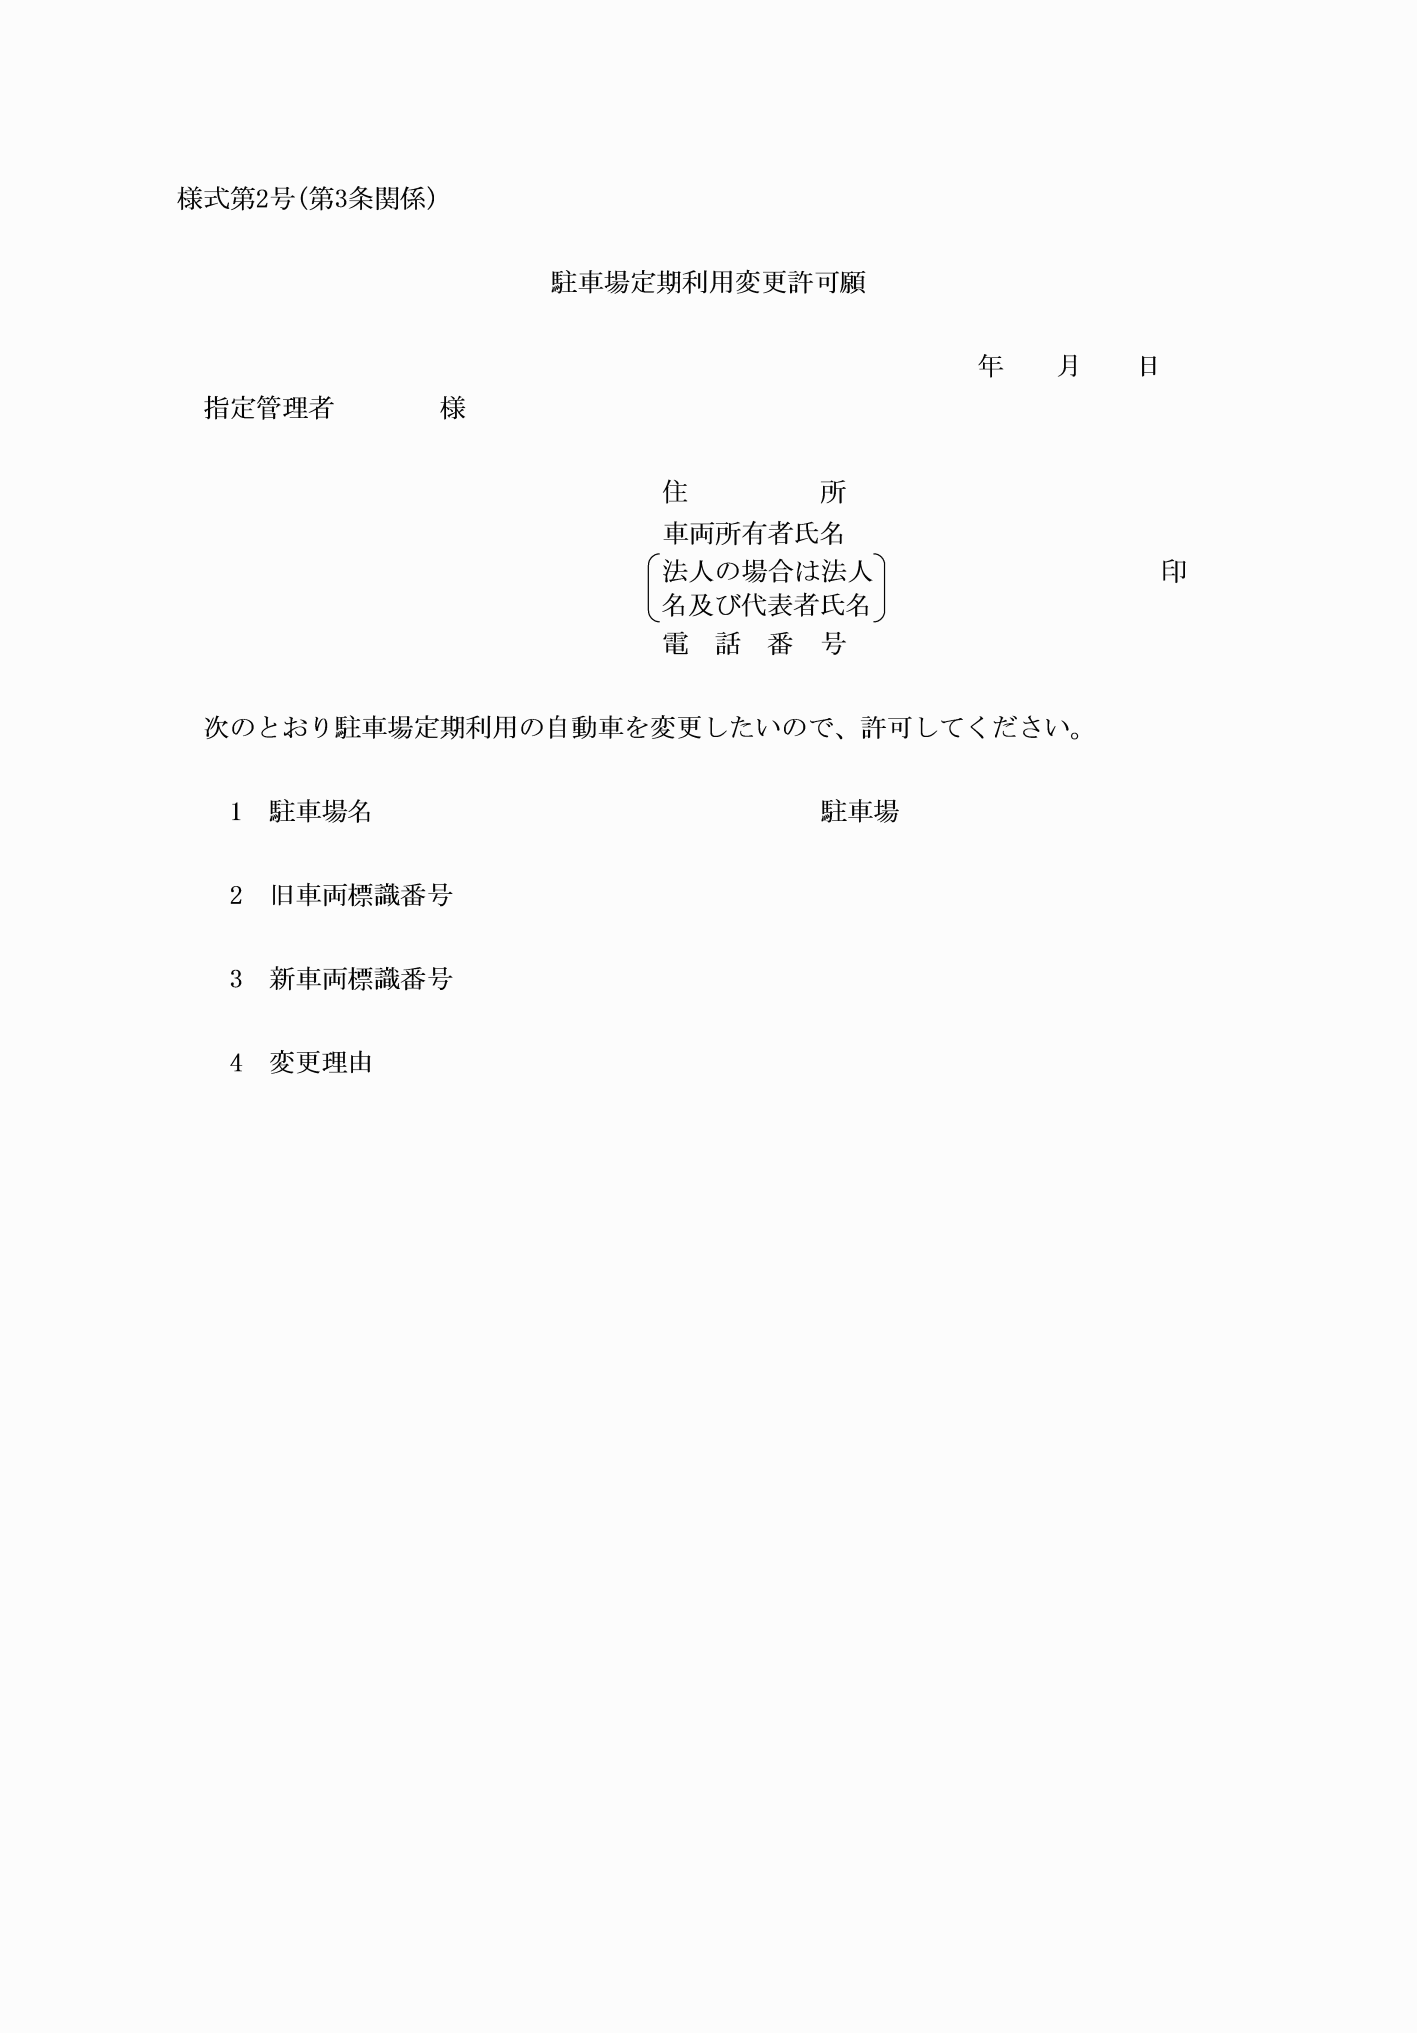 様式第2号(第3条関係)
駐車場定期利用変更許可願
年　　月　　日
指定管理者　　　　様
住　　　　　所
車両所有者氏名
法人の場合は法人　　　　　　　　　　　印
名及び代表者氏名
電　話　番　号
次のとおり駐車場定期利用の自動車を変更したいので、許可してください。
1　駐車場名　　　　　　　　　　　　　　　　　駐車場
2　旧車両標識番号
3　新車両標識番号
4　変更理由